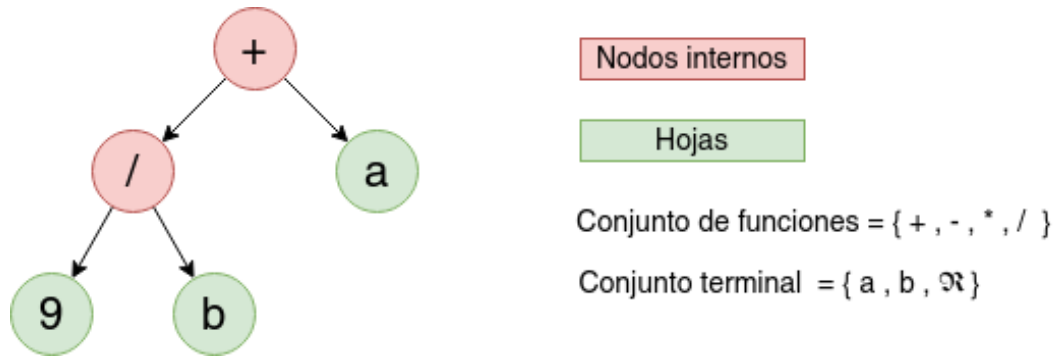 +
Nodos internos
/
a
Hojas
9
b
Conjunto de funciones = { + , - , * , / }
Conjunto terminal = { a , b , ℜ }